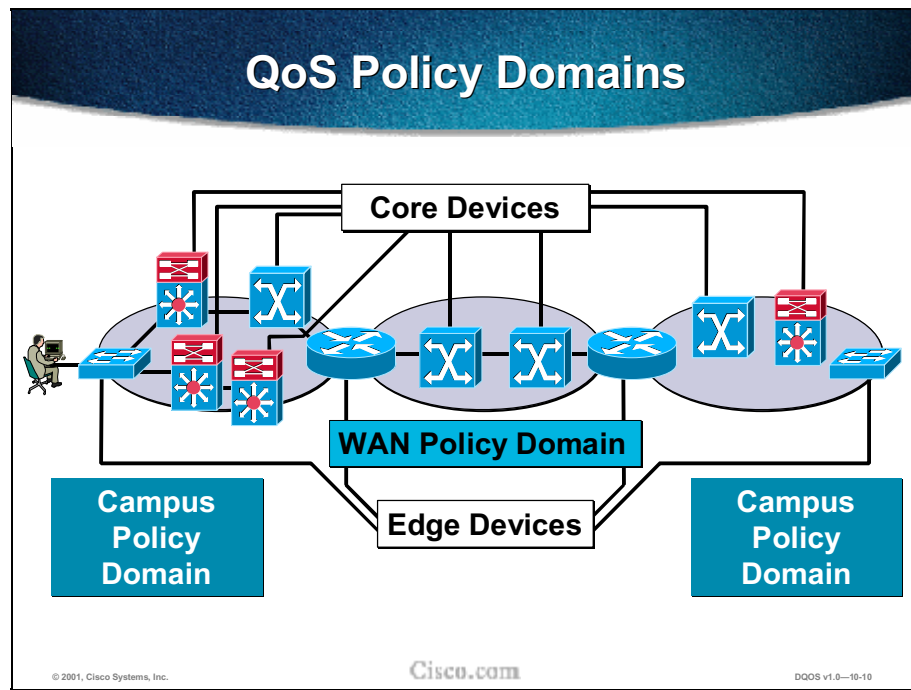 QoS Policy Domains
Core Devices
WAN Policy Domain
Edge Devices
Campus
Policy
Domain
Campus
Policy
Domain
© 2001, Cisco Systems, Inc.
Cisco.com
DQOS v1.0—10-10